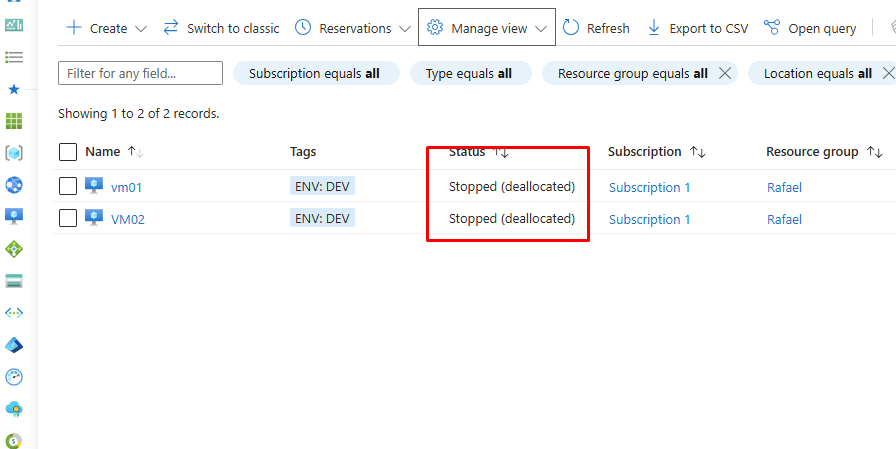 Create Switch to classic Reservations Manage view Refresh Export to CSV Open query
Filter for any field... Subscription equals all Type equals all Resource group equals all Location equals all
Showing 1 to 2 of 2 records.
Name Tags Status Subscription Resource group
vm01 ENV: DEV Stopped (deallocated) Subscription 1 Rafael
VM02 ENV: DEV Stopped (deallocated) Subscription 1 Rafael